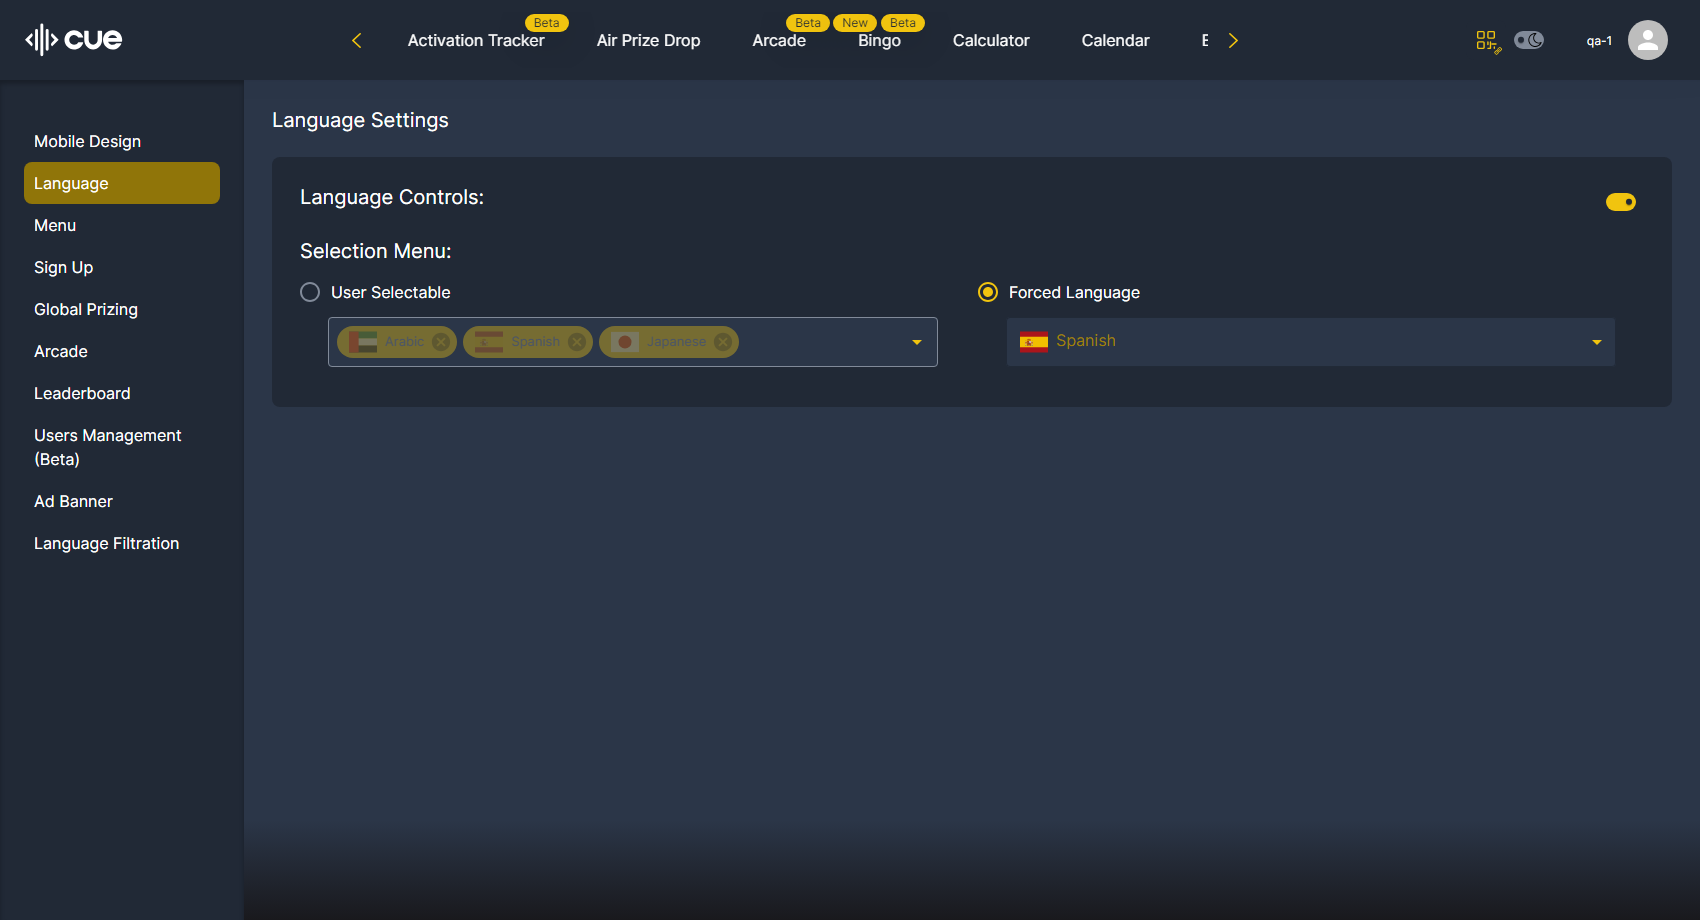 cue
Beta
Beta
New
Beta
Activation Tracker
Air Prize Drop
Arcade
Bingo
Calculator
Calendar
qa-1
Mobile Design
Language
Menu
Sign Up
Global Prizing
Arcade
Leaderboard
Users Management
(Beta)
Ad Banner
Language Filtration
Language Settings
Language Controls:
Selection Menu:
User Selectable
Arabic
Spanish
Japanese
Forced Language
Spanish